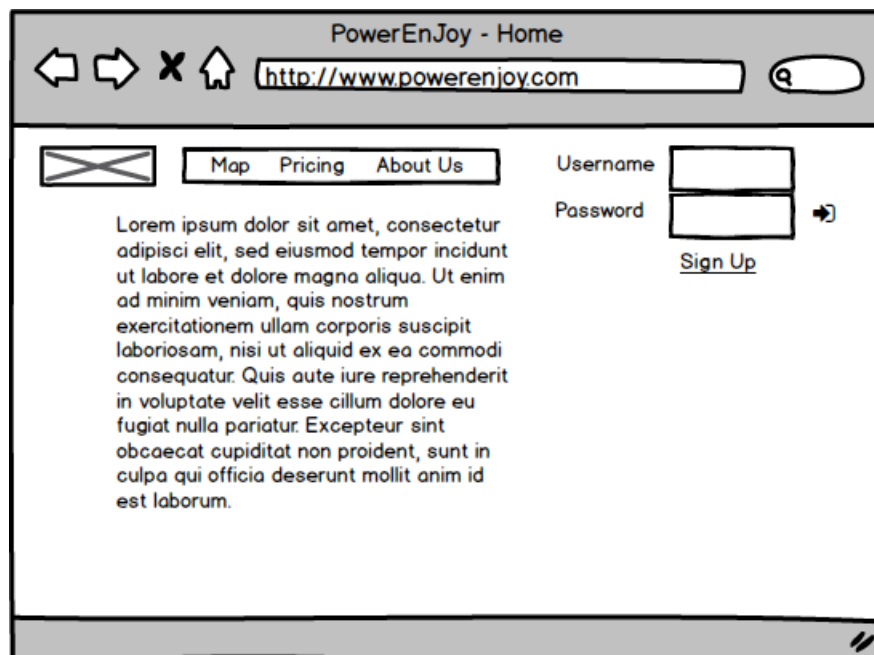 PowerEnJoy - Home
http://www.powerenjoy.com
Map Pricing About Us
Username
Password
Sign Up
Lorem ipsum dolor sit amet, consectetur
adipisci elit, sed eiusmod tempor incidunt
ut labore et dolore magna aliqua. Ut enim
ad minim veniam, quis nostrum
exercitationem ullam corporis suscipit
laboriosam, nisi ut aliquid ex ea commodi
consequatur. Quis aute iure reprehenderit
in voluptate velit esse cillum dolore eu
fugiat nulla pariatur. Excepteur sint
obcaecat cupiditat non proident, sunt in
culpa qui officia deserunt mollit anim id
est laborum.